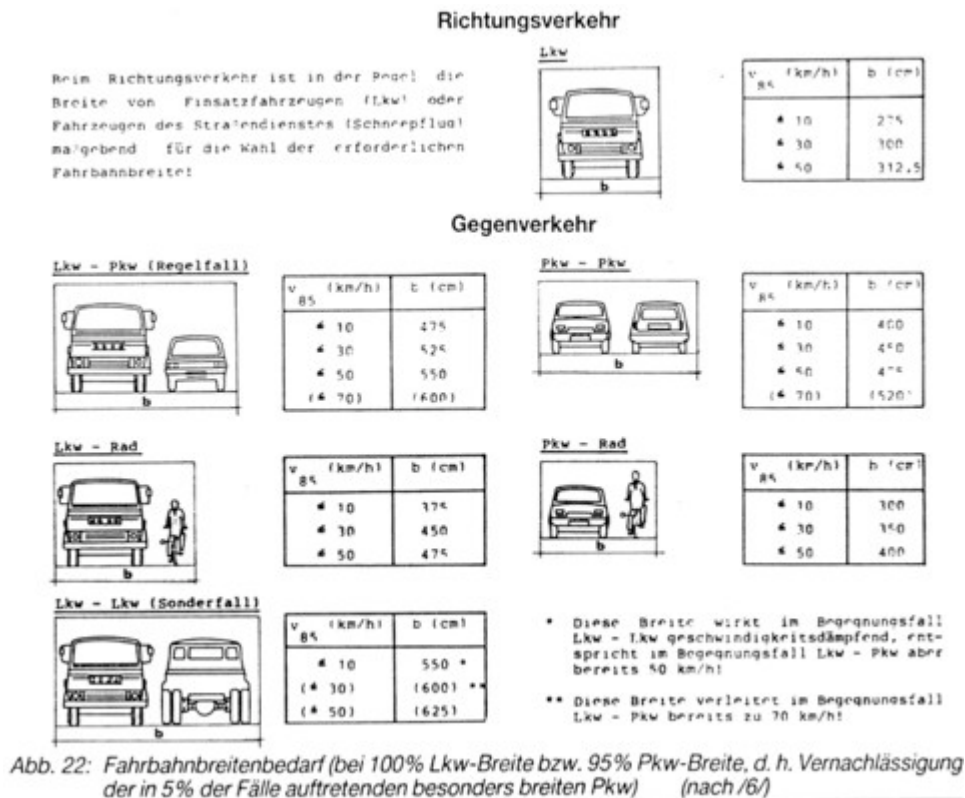 Richtungsverkehr
Beim Richtungsverkehr ist in der Regel die
Breite von Einsatzfahrzeugen (Lkw) oder
Fahrzeugen des Straßendienstes (Schneepflug)
maßgebend für die Wahl der erforderlichen
Fahrbahnbreite!
Lkw
b
v 85 (km/h) b (cm)
≤ 10 275
≤ 30 300
≤ 50 312.5
Gegenverkehr
Lkw - Pkw (Regelfall)
b
v 85 (km/h) b (cm)
≤ 10 475
≤ 30 525
≤ 50 550
(≤ 70) (600)
Pkw - Pkw
b
v 85 (km/h) b (cm)
≤ 10 400
≤ 30 450
≤ 50 475
(≤ 70) (520)
Lkw - Rad
b
v 85 (km/h) b (cm)
≤ 10 375
≤ 30 450
≤ 50 475
Pkw - Rad
b
v 85 (km/h) b (cm)
≤ 10 300
≤ 30 350
≤ 50 400
Lkw - Lkw (Sonderfall)
b
v 85 (km/h) b (cm)
≤ 10 550 *
(≤ 30) (600) **
(≤ 50) (625)
* Diese Breite wirkt im Begegnungsfall
Lkw - Lkw geschwindigkeitsdämpfend, ent-
spricht im Begegnungsfall Lkw - Pkw aber
bereits 50 km/h!
** Diese Breite verleitet im Begegnungsfall
Lkw - Pkw bereits zu 70 km/h!
Abb. 22: Fahrbahnbreitenbedarf (bei 100% Lkw-Breite bzw. 95% Pkw-Breite, d. h. Vernachlässigung
der in 5% der Fälle auftretenden besonders breiten Pkw) (nach /6/)